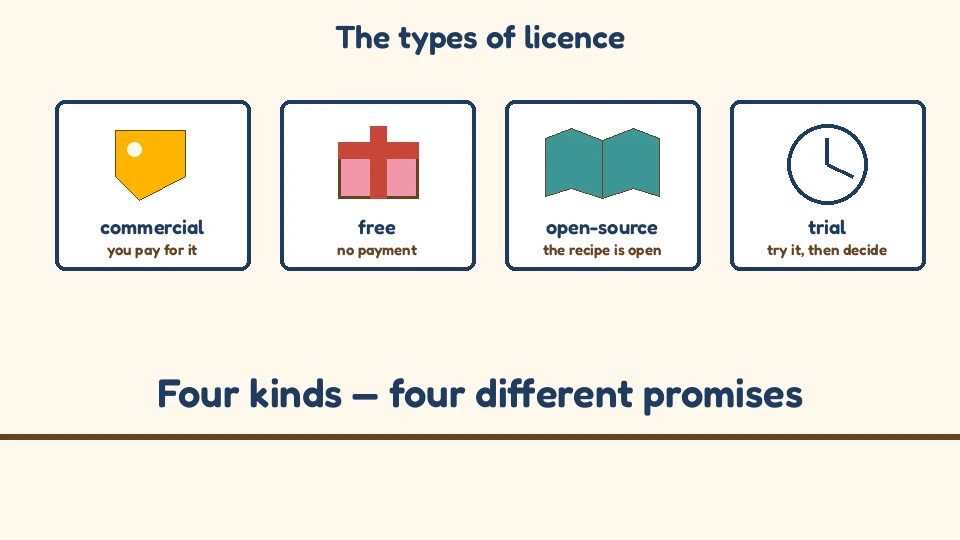 The types of licence
commercial
you pay for it
free
no payment
open-source
the recipe is open
trial
try it, then decide
Four kinds — four different promises